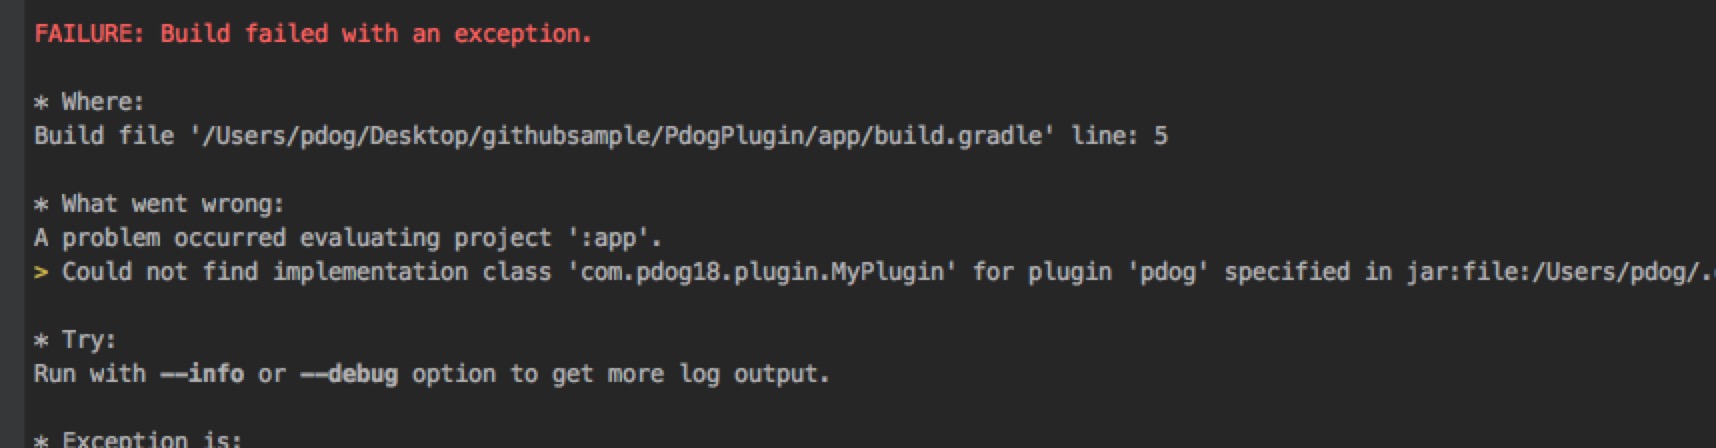 FAILURE: Build failed with an exception.
* Where:
Build file '/Users/pdog/Desktop/githubsample/PdogPlugin/app/build.gradle' line: 5
* What went wrong:
A problem occurred evaluating project ':app'.
> Could not find implementation class 'com.pdog18.plugin.MyPlugin' for plugin 'pdog' specified in jar:file:/Users/pdog/.
* Try:
Run with --info or --debug option to get more log output.
* Exception is: